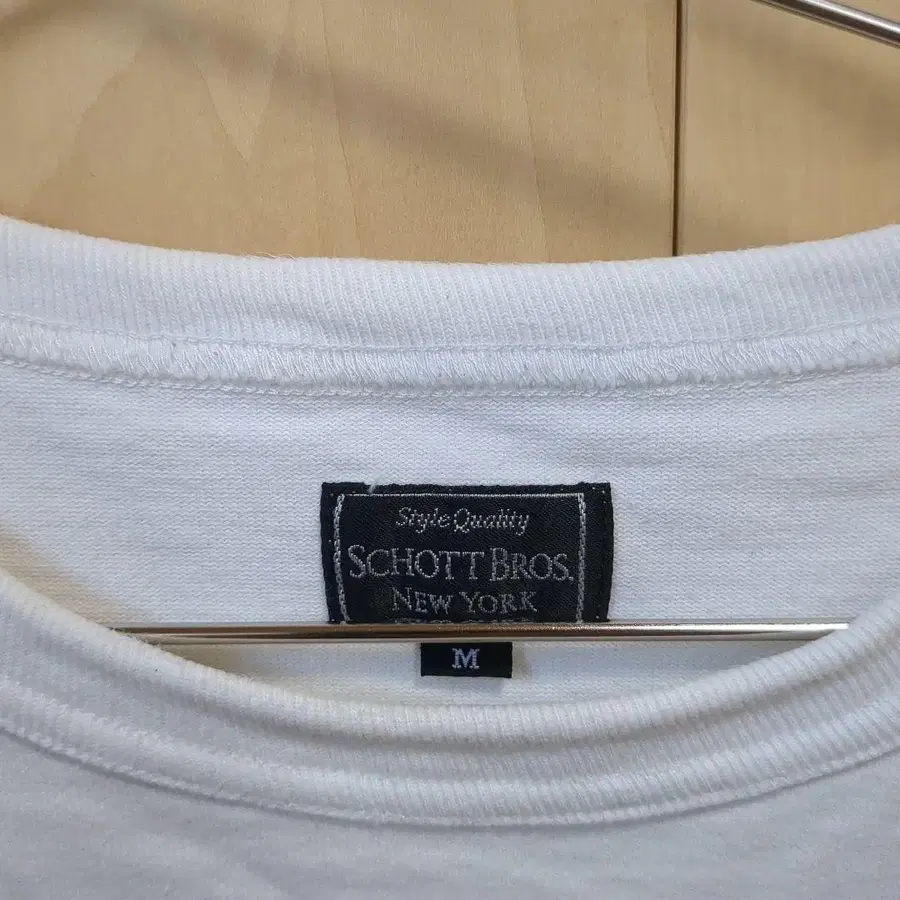 Style Quality
SCHOTT BROS.
NEW YORK
M